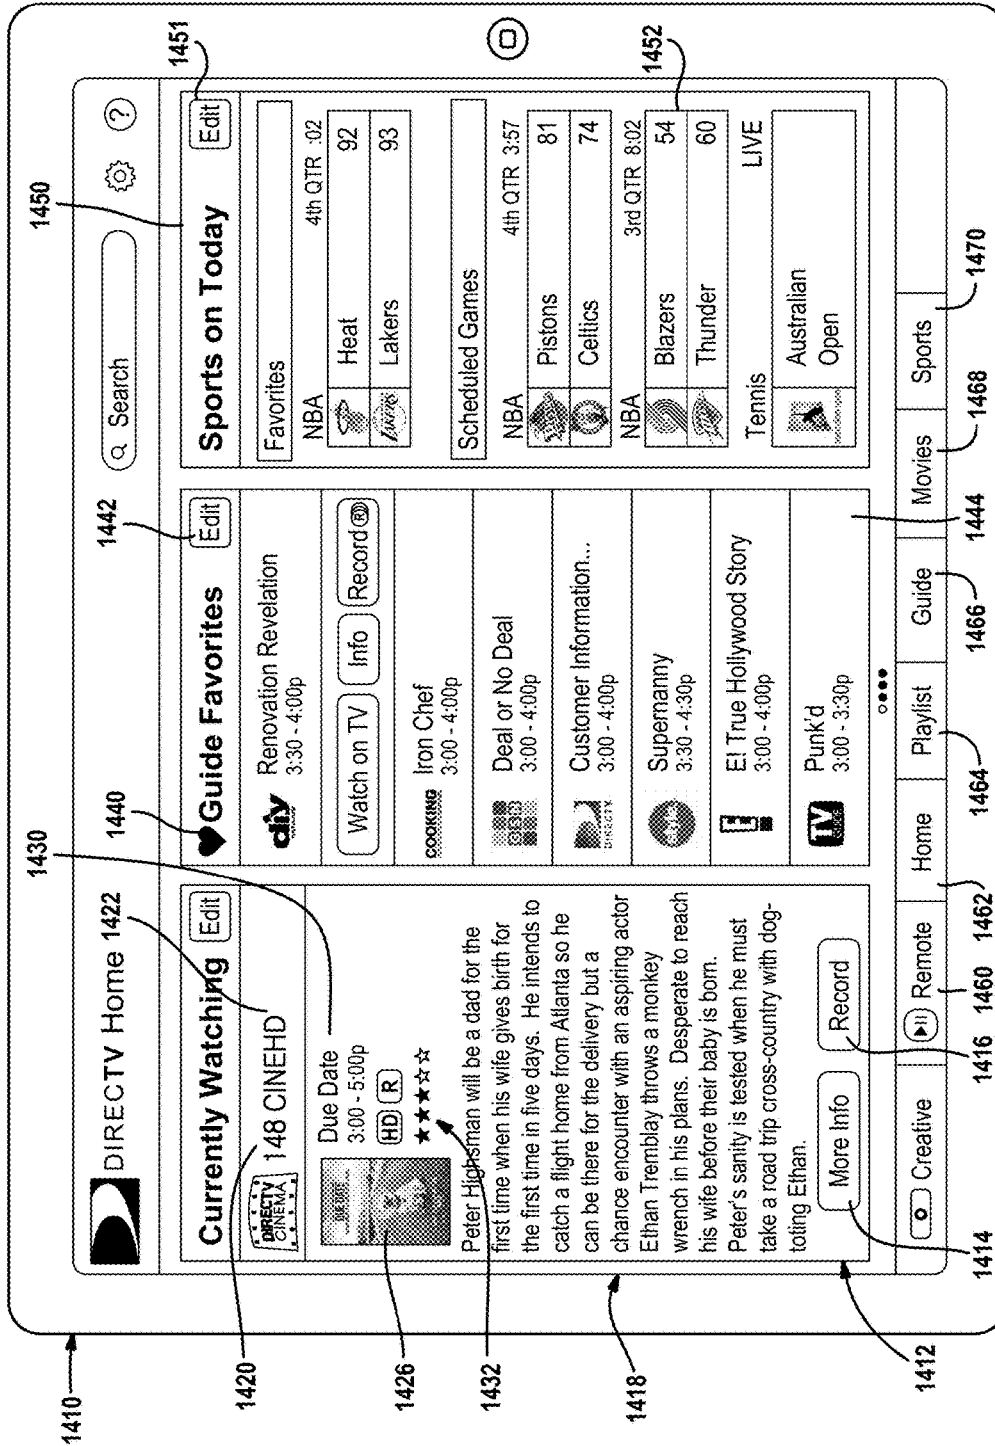 1410
DIRECTV Home
Search
?
Currently Watching
Edit
1420
1422
DIRECTV
CINEMA
148 CINEHD
1430
Due Date
3:00 - 5:00p
HD R
1426
1432
Peter Highsman will be a dad for the
first time when his wife gives birth for
the first time in five days. He intends to
catch a flight home from Atlanta so he
can be there for the delivery but a
chance encounter with an aspiring actor
Ethan Tremblay throws a monkey
wrench in his plans. Desperate to reach
his wife before their baby is born.
Peter's sanity is tested when he must
take a road trip cross-country with dog-
toting Ethan.
More Info
Record
1418
1412
1414
1416
1440
Guide Favorites
Edit
1442
diy
Renovation Revelation
3:30 - 4:00p
Watch on TV
Info
Record R
COOKING
Iron Chef
3:00 - 4:00p
Deal or No Deal
3:00 - 4:00p
DIRECTV
Customer Information...
3:00 - 4:00p
Supernanny
3:30 - 4:30p
E!
E! True Hollywood Story
3:00 - 4:00p
TV
Punk'd
3:00 - 3:30p
1444
1450
Sports on Today
Edit
1451
Favorites
NBA 4th QTR :02
Heat 92
Lakers 93
Scheduled Games
NBA 4th QTR 3:57
Pistons 81
Celtics 74
NBA 3rd QTR 8:02
Blazers 54
Thunder 60
1452
Tennis LIVE
Australian
Open
Creative
Remote
Home
Playlist
Guide
Movies
Sports
1460
1462
1464
1466
1468
1470